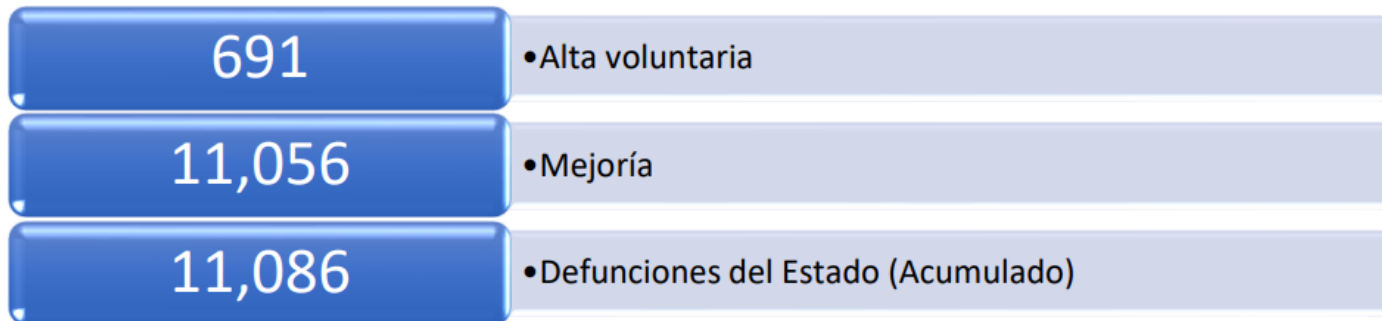 691
•Alta voluntaria
11,056
•Mejoría
11,086
•Defunciones del Estado (Acumulado)